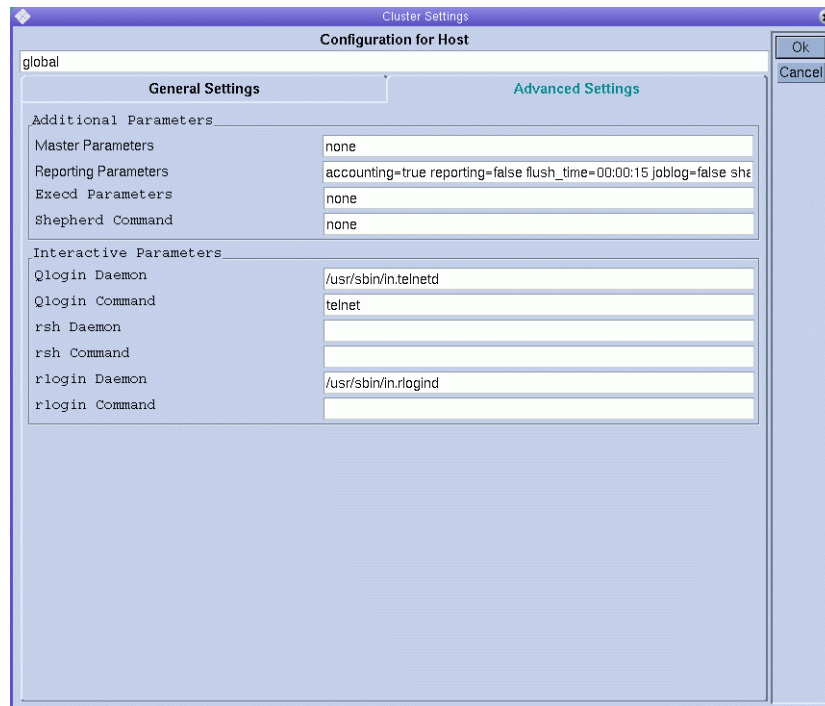 Cluster Settings
Configuration for Host
Ok
global
Cancel
General Settings
Advanced Settings
Additional Parameters
Master Parameters none
Reporting Parameters accounting=true reporting=false flush_time=00:00:15 joblog=false sha
Execd Parameters none
Shepherd Command none
Interactive Parameters
Qlogin Daemon /usr/sbin/in.telnetd
Qlogin Command telnet
rsh Daemon
rsh Command
rlogin Daemon /usr/sbin/in.rlogind
rlogin Command